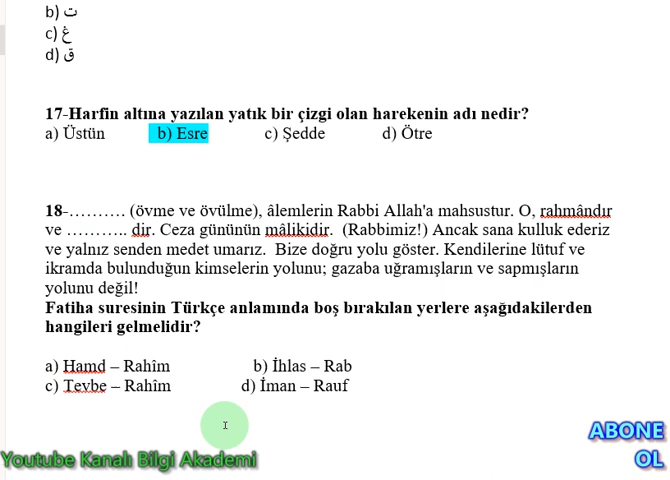 b) ت
c) غ
d) ق
17-Harfin altına yazılan yatık bir çizgi olan harekenin adı nedir?
a) Üstün b) Esre c) Şedde d) Ötre
18-………. (övme ve övülme), âlemlerin Rabbi Allah'a mahsustur. O, rahmândır
ve ……….. dir. Ceza gününün mâlikidir. (Rabbimiz!) Ancak sana kulluk ederiz
ve yalnız senden medet umarız. Bize doğru yolu göster. Kendilerine lütuf ve
ikramda bulunduğun kimselerin yolunu; gazaba uğramışların ve sapmışların
yolunu değil!
Fatiha suresinin Türkçe anlamında boş bırakılan yerlere aşağıdakilerden
hangileri gelmelidir?
a) Hamd – Rahîm b) İhlas – Rab
c) Tevbe – Rahîm d) İman – Rauf
ABONE
OL
Youtube Kanalı Bilgi Akademi